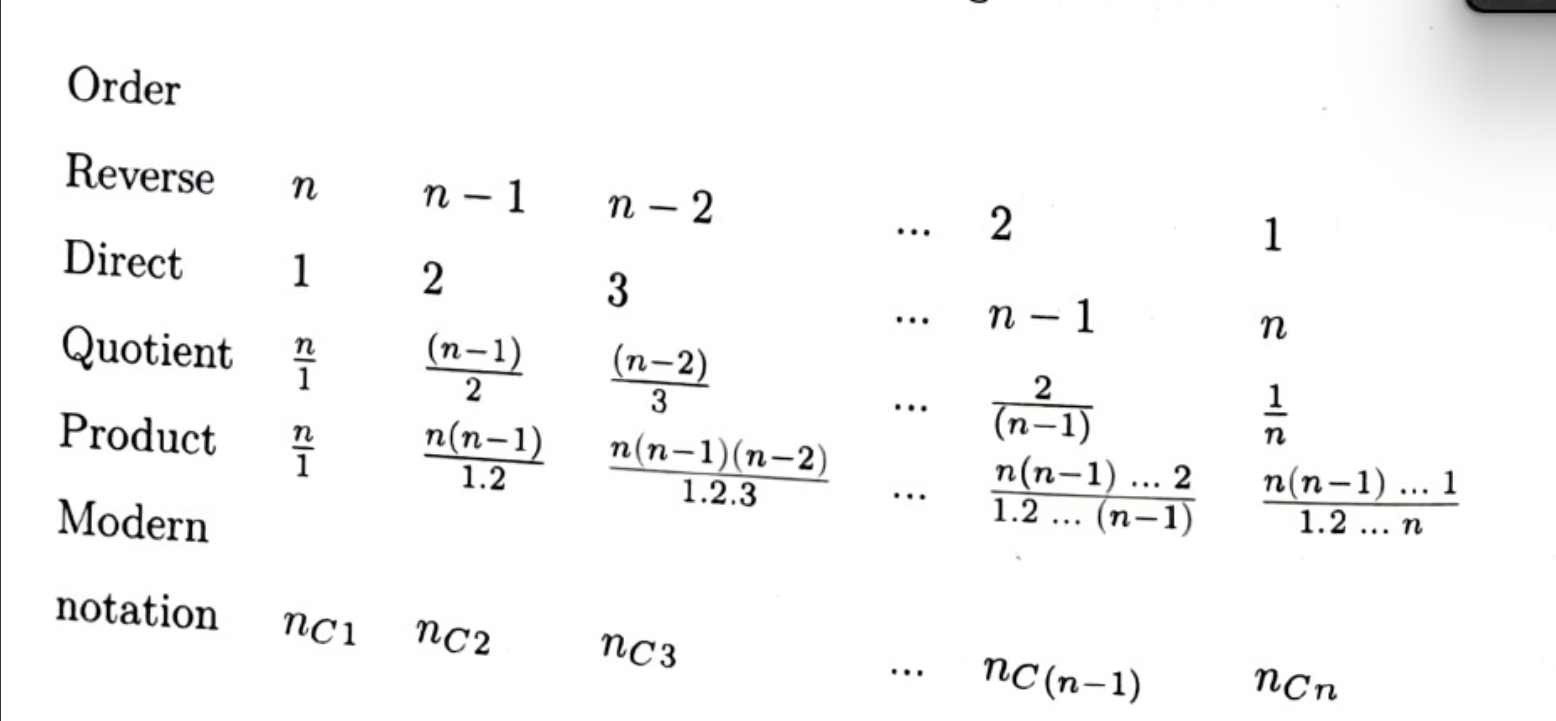 Order
Reverse n n − 1 n − 2 ... 2 1
Direct 1 2 3 ... n − 1 n
Quotient n/1 (n−1)/2 (n−2)/3 ... 2/(n−1) 1/n
Product n/1 n(n−1)/1.2 n(n−1)(n−2)/1.2.3 ... n(n−1) ... 2/1.2 ... (n−1) n(n−1) ... 1/1.2 ... n
Modern
notation nC1 nC2 nC3 ... nC(n−1) nCn